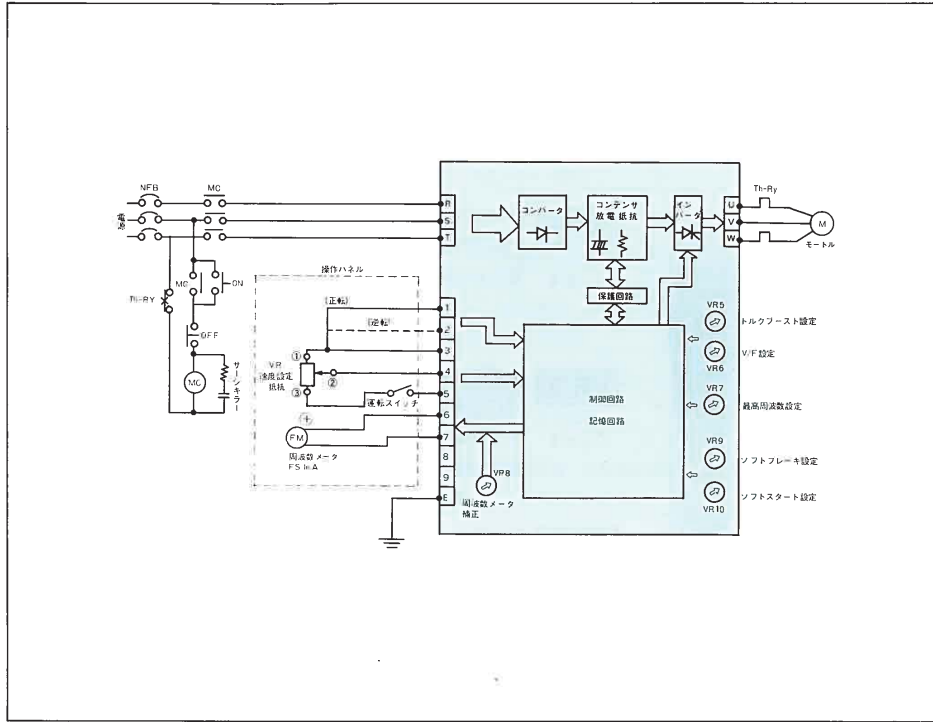 NFB
MC
電源
R
S
T
コンバータ
コンデンサ
放電抵抗
イン
バータ
U
V
W
Th-Ry
M
モートル
MC
ON
Th-RY
OFF
MC
サージキラー
操作パネル
正転
逆転
①
VR
速度設定
抵抗
②
③
運転スイッチ
+
FM
周波数メータ
FS 1mA
1
2
3
4
5
6
7
8
9
E
保護回路
制御回路
記憶回路
VR8
周波数メータ
補正
VR5
トルクブースト設定
V/F設定
VR6
VR7
最高周波数設定
VR9
ソフトブレーキ設定
ソフトスタート設定
VR10